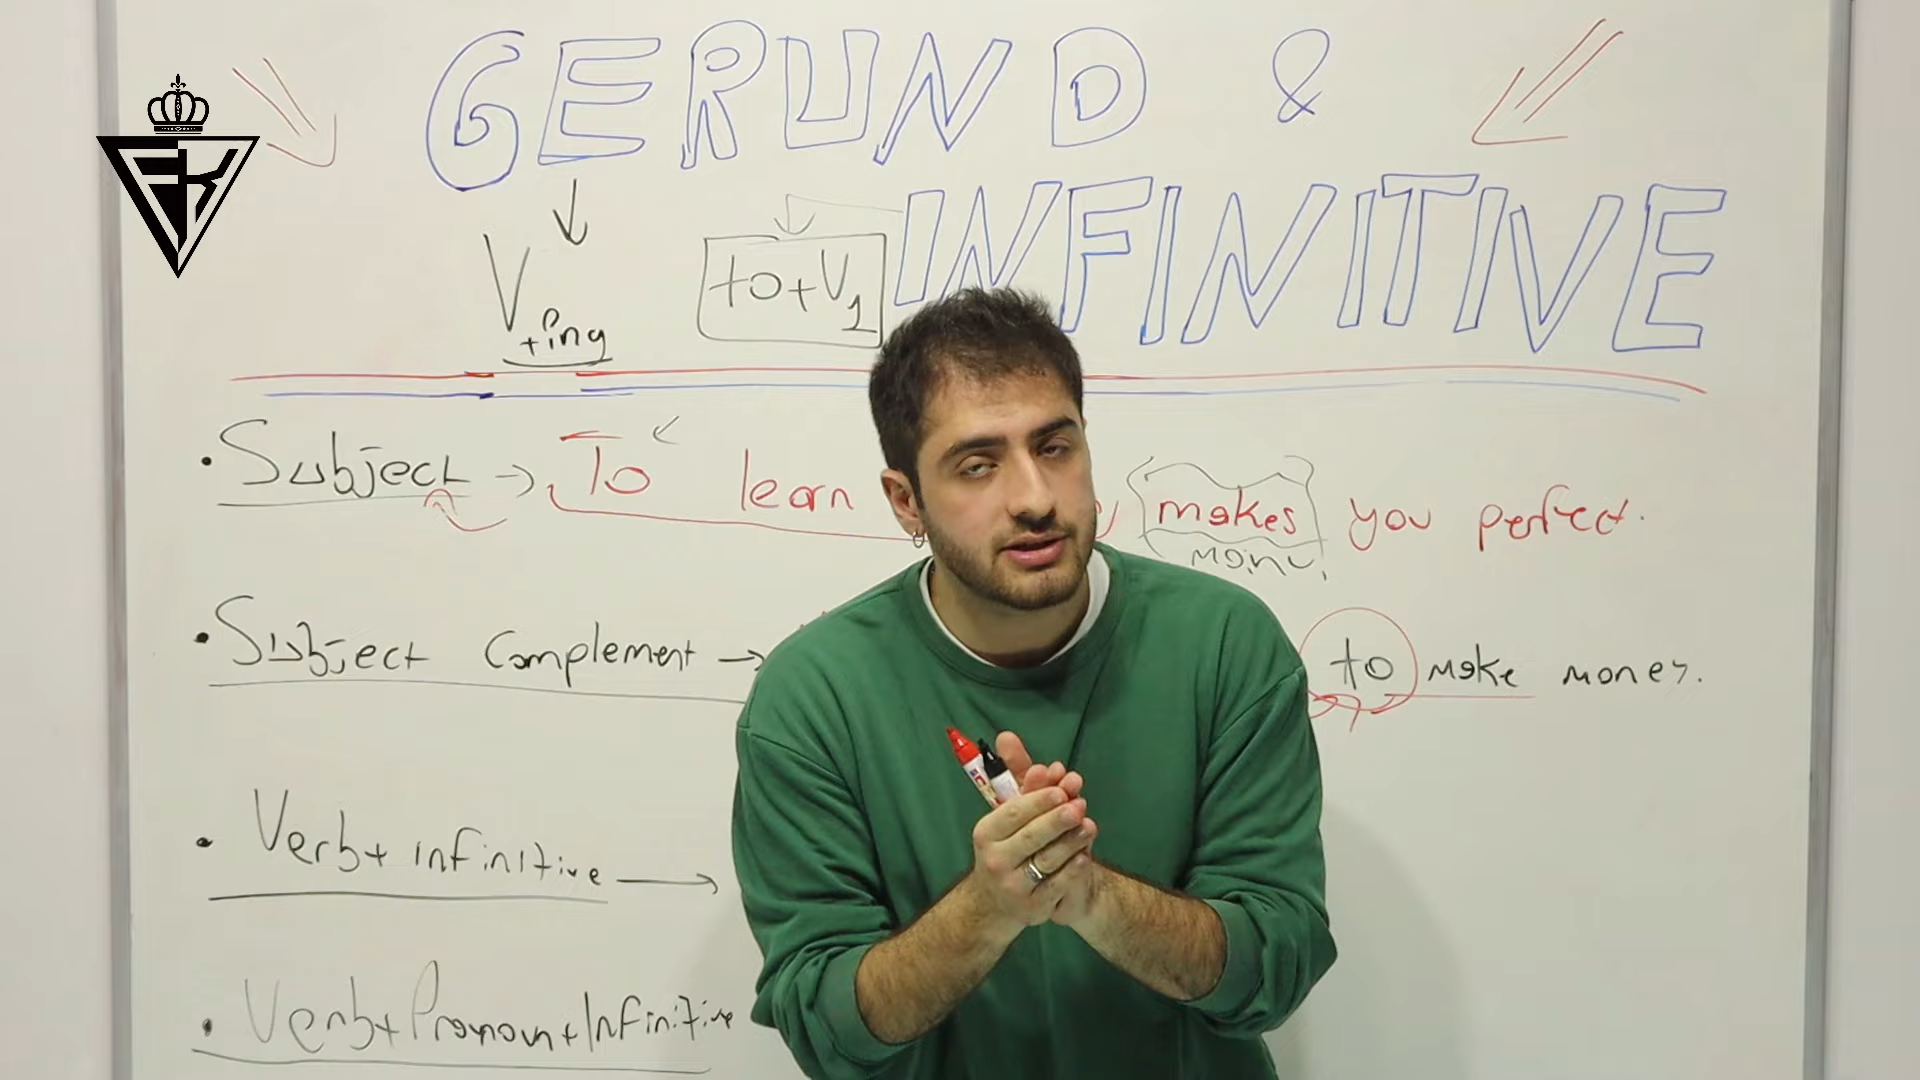 GERUND &
INFINITIVE
V+ing
to+V1
FK
• Subject → To learn makes you perfect.
• Subject Complement → to make money.
• Verb+ infinitive →
• Verb+Pronoun+Infinitive